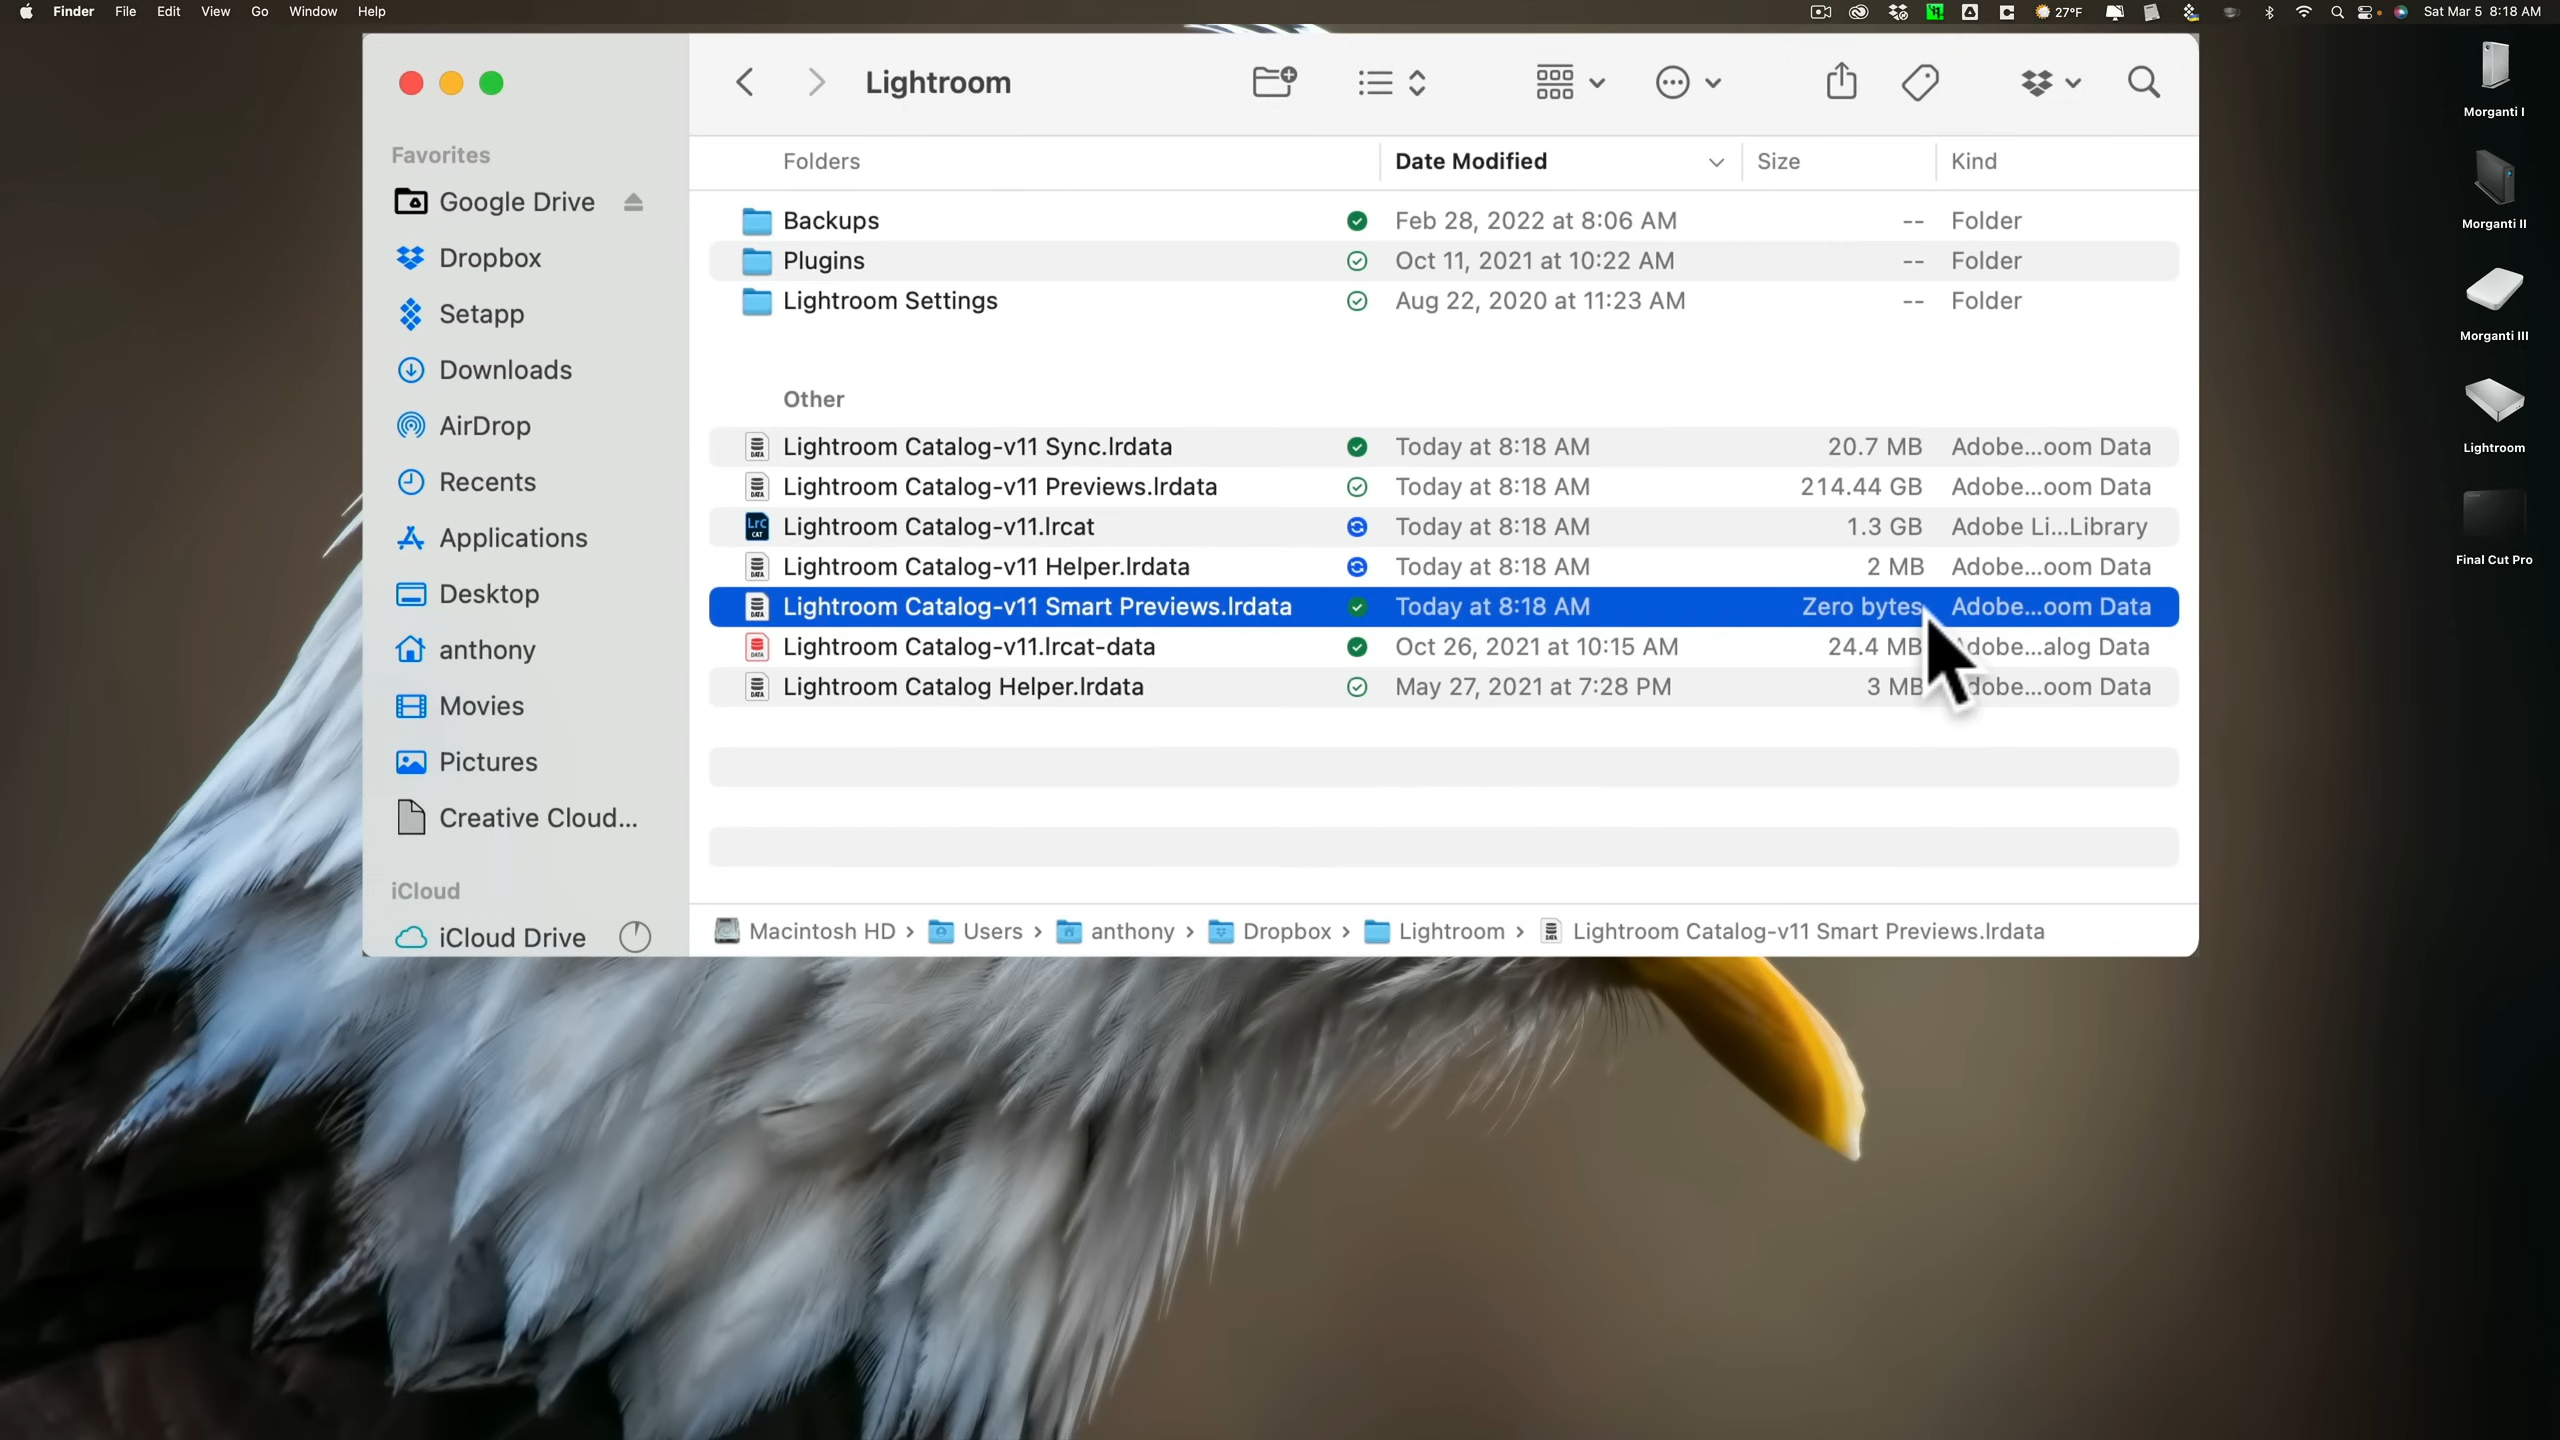 Finder File Edit View Go Window Help 27°F Sat Mar 5 8:18 AM
Lightroom
Favorites
Google Drive
Dropbox
Setapp
Downloads
AirDrop
Recents
Applications
Desktop
anthony
Movies
Pictures
Creative Cloud...
iCloud
iCloud Drive
Folders Date Modified Size Kind
Backups Feb 28, 2022 at 8:06 AM -- Folder
Plugins Oct 11, 2021 at 10:22 AM -- Folder
Lightroom Settings Aug 22, 2020 at 11:23 AM -- Folder
Other
Lightroom Catalog-v11 Sync.lrdata Today at 8:18 AM 20.7 MB Adobe...oom Data
Lightroom Catalog-v11 Previews.lrdata Today at 8:18 AM 214.44 GB Adobe...oom Data
Lightroom Catalog-v11.lrcat Today at 8:18 AM 1.3 GB Adobe Li...Library
Lightroom Catalog-v11 Helper.lrdata Today at 8:18 AM 2 MB Adobe...oom Data
Lightroom Catalog-v11 Smart Previews.lrdata Today at 8:18 AM Zero bytes Adobe...oom Data
Lightroom Catalog-v11.lrcat-data Oct 26, 2021 at 10:15 AM 24.4 MB dobe...alog Data
Lightroom Catalog Helper.lrdata May 27, 2021 at 7:28 PM 3 MB dobe...oom Data
Macintosh HD › Users › anthony › Dropbox › Lightroom › Lightroom Catalog-v11 Smart Previews.lrdata
Morganti I
Morganti II
Morganti III
Lightroom
Final Cut Pro